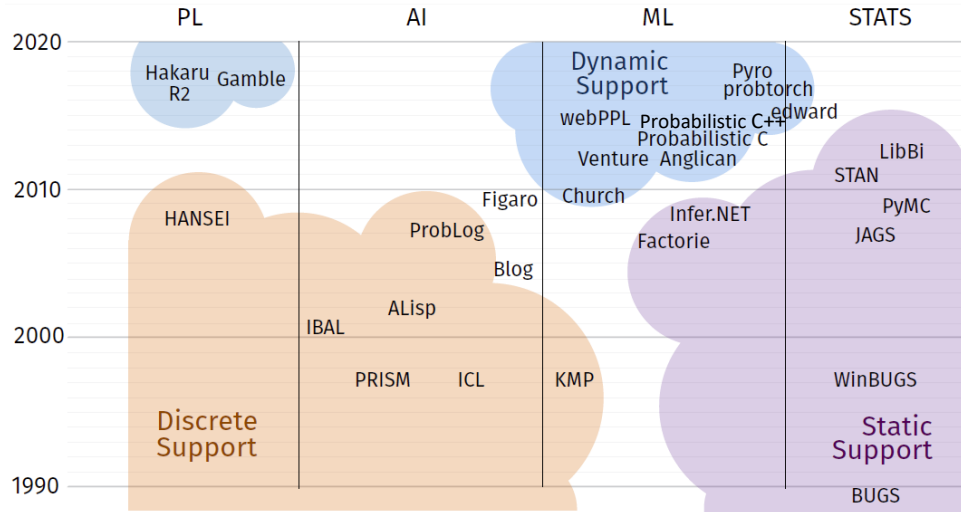 PL AI ML STATS
2020
Dynamic
Support
Hakaru Gamble
R2
Pyro
probtorch
edward
webPPL Probabilistic C++
Probabilistic C
Venture Anglican
LibBi
STAN
2010
Figaro Church
PyMC
HANSEI
Infer.NET
ProbLog
Factorie
JAGS
Blog
ALisp
IBAL
2000
PRISM ICL KMP WinBUGS
Discrete
Support
Static
Support
1990
BUGS